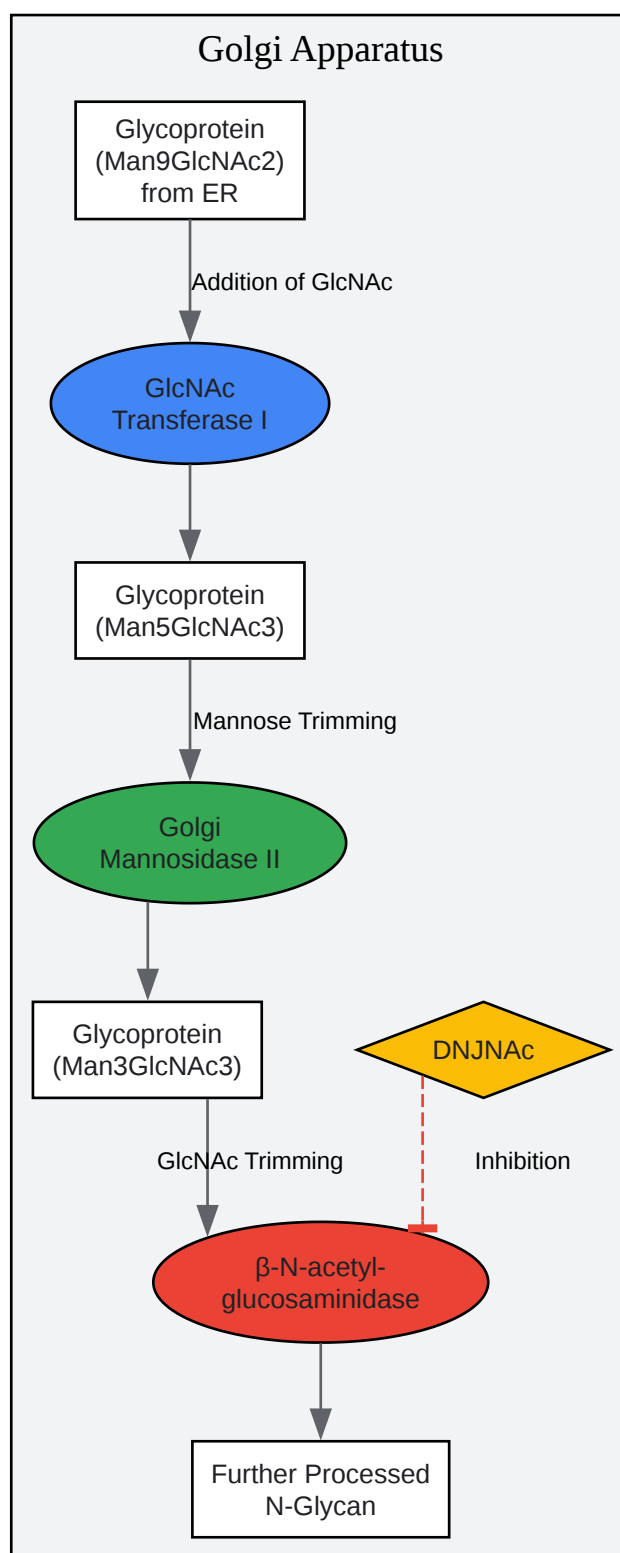 Golgi Apparatus
Glycoprotein
(Man9GlcNAc2)
from ER
Addition of GlcNAc
GlcNAc
Transferase I
Glycoprotein
(Man5GlcNAc3)
Mannose Trimming
Golgi
Mannosidase II
Glycoprotein
(Man3GlcNAc3)
DNJNAc
GlcNAc Trimming
Inhibition
β-N-acetyl-
glucosaminidase
Further Processed
N-Glycan